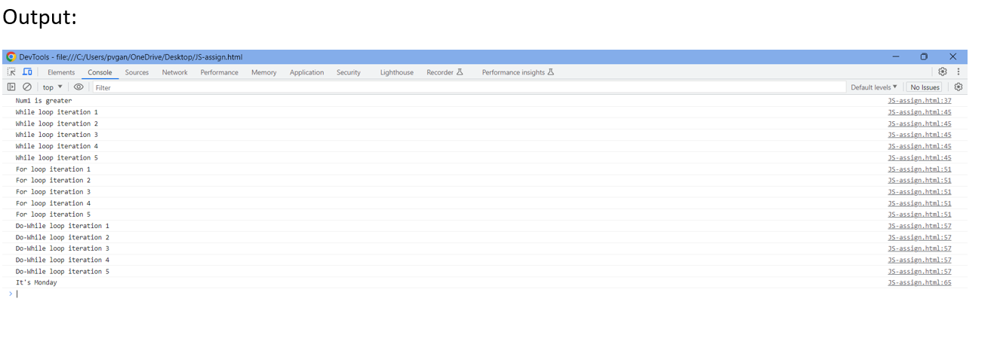 Output:
DevTools - file:///C:/Users/pvgan/OneDrive/Desktop/JS-assign.html
Elements Console Sources Network Performance Memory Application Security Lighthouse Recorder Performance insights
top Filter Default levels No Issues
Num1 is greater JS-assign.html:37
While loop iteration 1 JS-assign.html:45
While loop iteration 2 JS-assign.html:45
While loop iteration 3 JS-assign.html:45
While loop iteration 4 JS-assign.html:45
While loop iteration 5 JS-assign.html:45
For loop iteration 1 JS-assign.html:51
For loop iteration 2 JS-assign.html:51
For loop iteration 3 JS-assign.html:51
For loop iteration 4 JS-assign.html:51
For loop iteration 5 JS-assign.html:51
Do-While loop iteration 1 JS-assign.html:57
Do-While loop iteration 2 JS-assign.html:57
Do-While loop iteration 3 JS-assign.html:57
Do-While loop iteration 4 JS-assign.html:57
Do-While loop iteration 5 JS-assign.html:57
It's Monday JS-assign.html:65